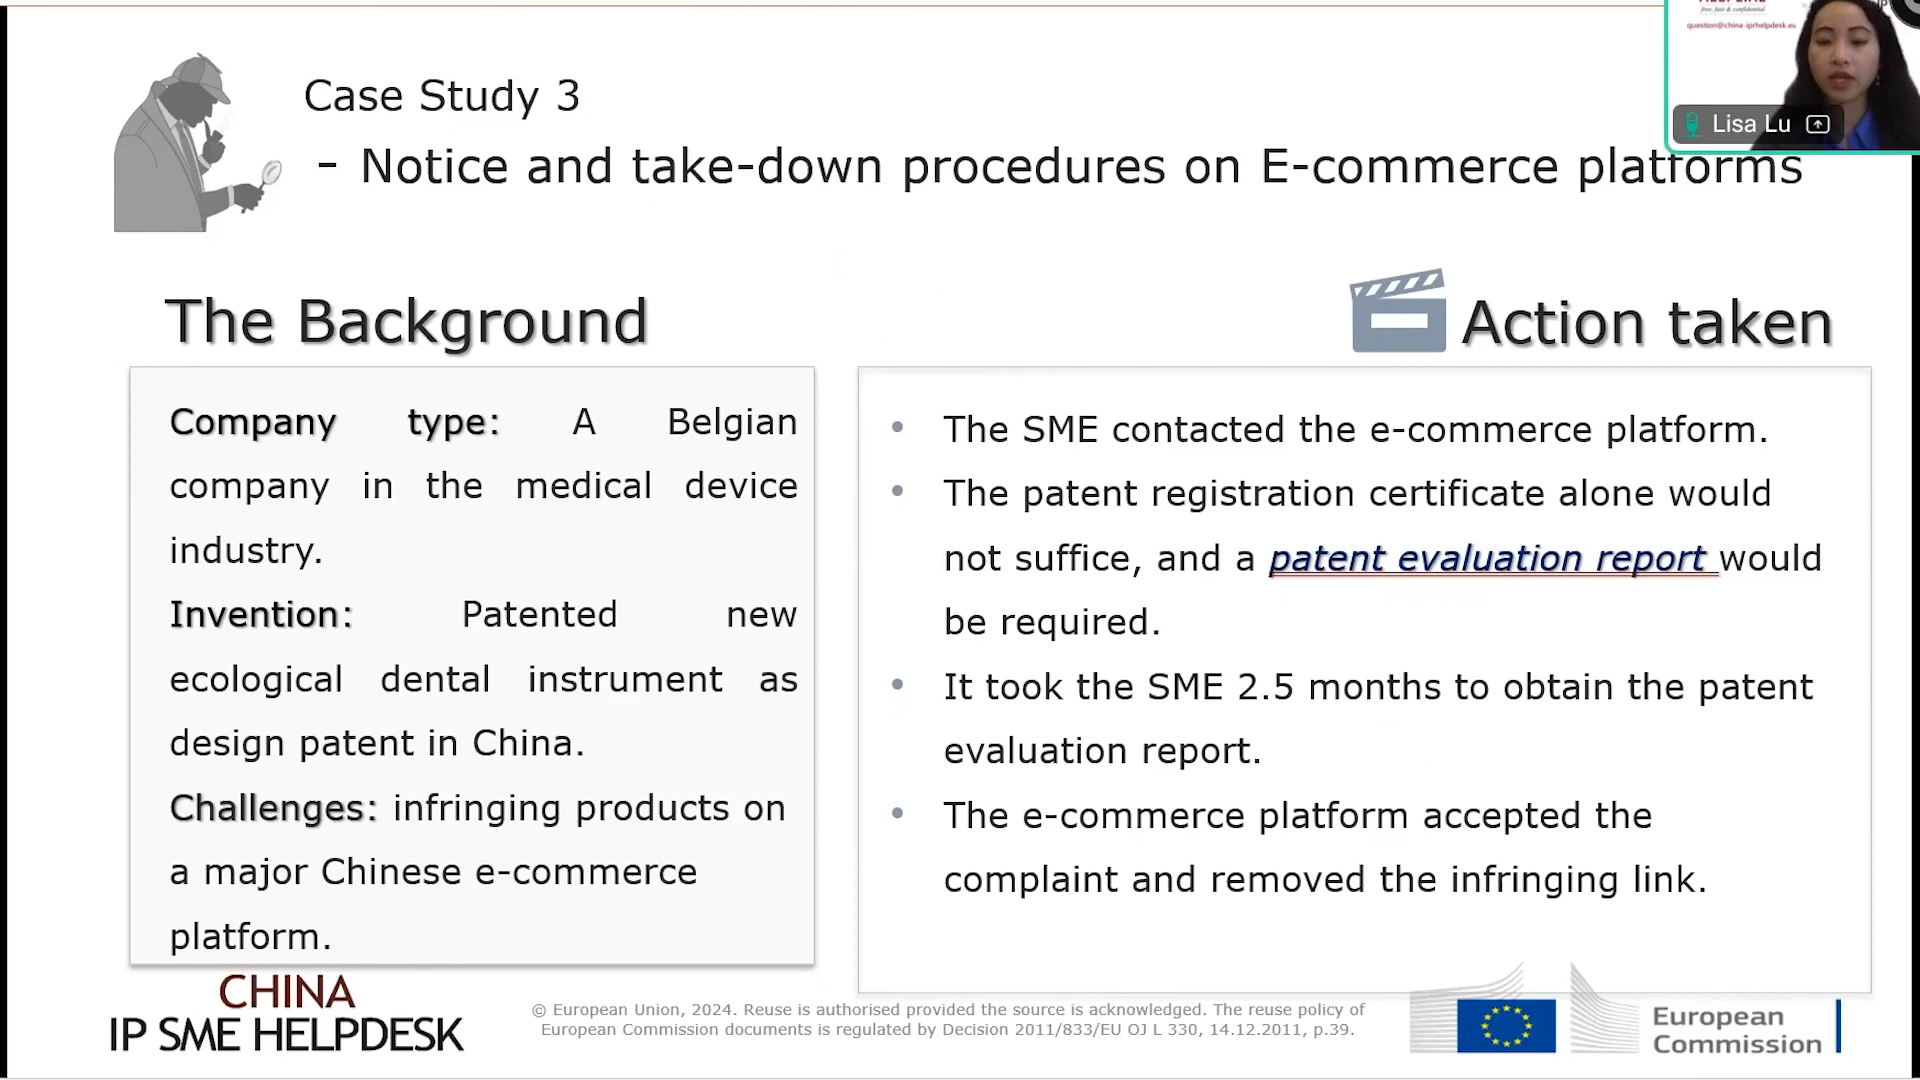 free, fast & confidential
question@china-iprhelpdesk.eu
Lisa Lu
Case Study 3
- Notice and take-down procedures on E-commerce platforms
The Background
Company type: A Belgian
company in the medical device
industry.
Invention: Patented new
ecological dental instrument as
design patent in China.
Challenges: infringing products on
a major Chinese e-commerce
platform.
Action taken
• The SME contacted the e-commerce platform.
• The patent registration certificate alone would
not suffice, and a patent evaluation report would
be required.
• It took the SME 2.5 months to obtain the patent
evaluation report.
• The e-commerce platform accepted the
complaint and removed the infringing link.
CHINA
IP SME HELPDESK
© European Union, 2024. Reuse is authorised provided the source is acknowledged. The reuse policy of
European Commission documents is regulated by Decision 2011/833/EU OJ L 330, 14.12.2011, p.39.
European
Commission